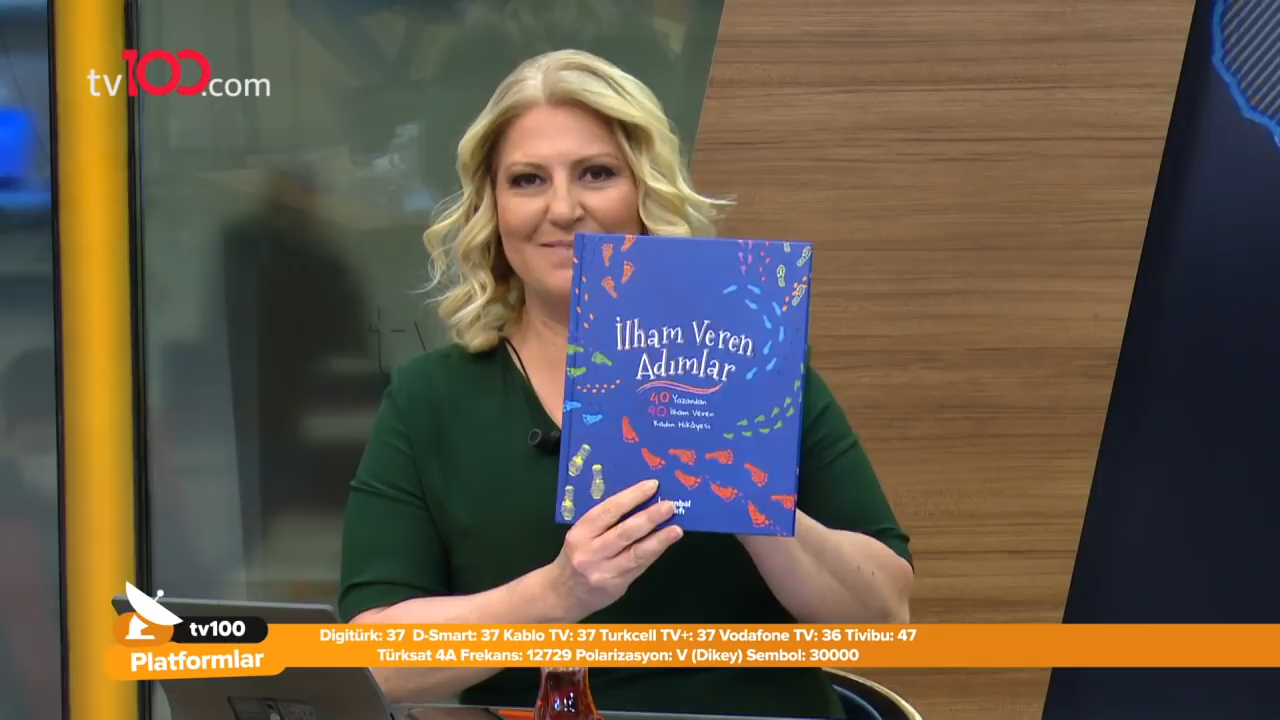 tv100.com
İlham Veren
Adımlar
40 Yazardan
40 İlham Veren
Kadın Hikâyesi
tv100
Platformlar
Digitürk: 37 D-Smart: 37 Kablo TV: 37 Turkcell TV+: 37 Vodafone TV: 36 Tivibu: 47
Türksat 4A Frekans: 12729 Polarizasyon: V (Dikey) Sembol: 30000